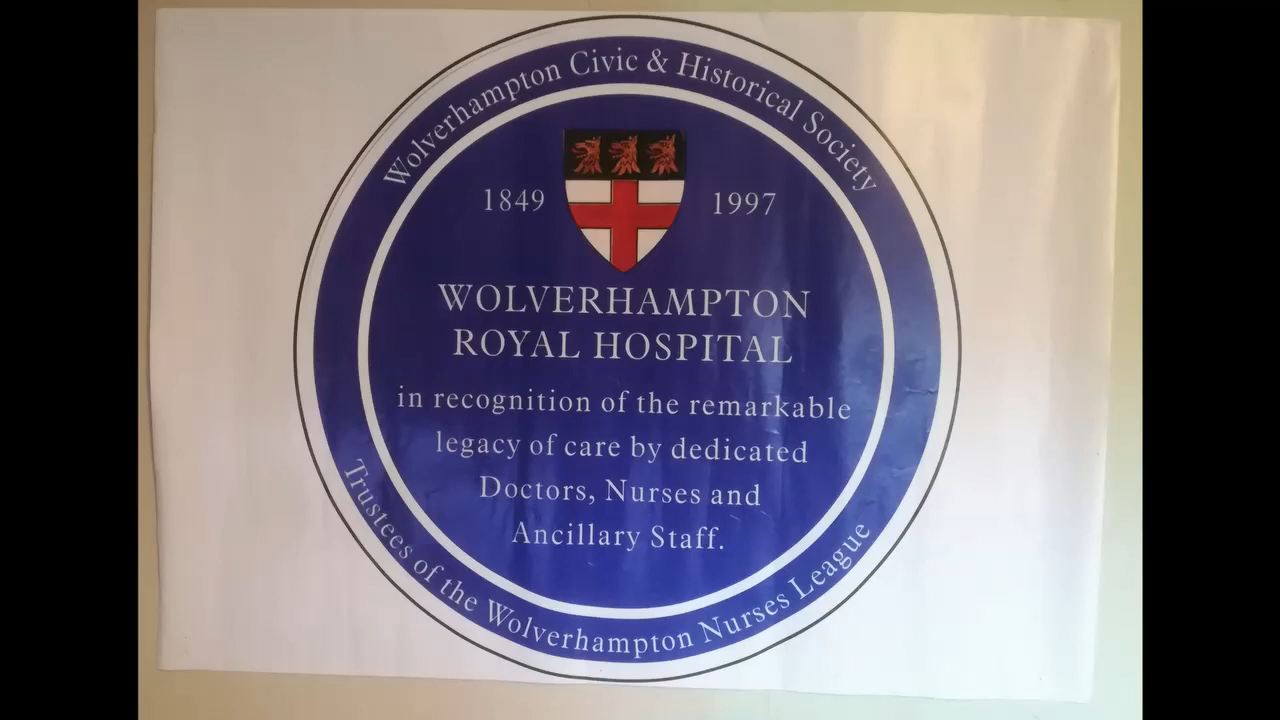 Wolverhampton Civic & Historical Society
1849 1997
WOLVERHAMPTON
ROYAL HOSPITAL
in recognition of the remarkable
legacy of care by dedicated
Doctors, Nurses and
Ancillary Staff.
Trustees of the Wolverhampton Nurses League